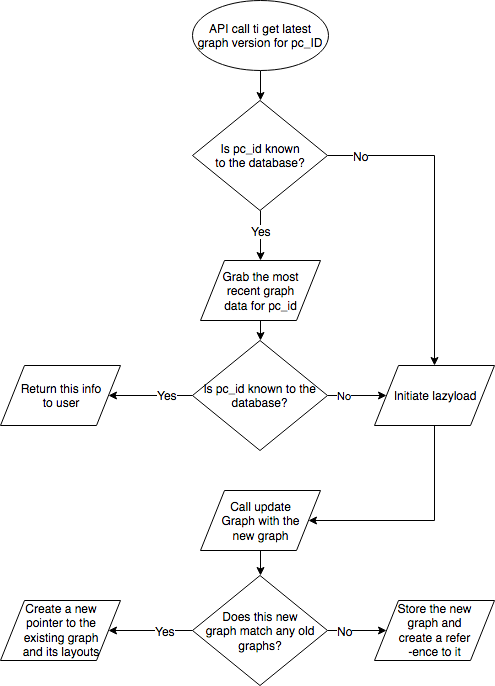 API call ti get latest
graph version for pc_ID
Is pc_id known
to the database?
No
Yes
Grab the most
recent graph
data for pc_id
Return this info
to user
Yes
Is pc_id known to the
database?
No
Initiate lazyload
Call update
Graph with the
new graph
Create a new
pointer to the
existing graph
and its layouts
Yes
Does this new
graph match any old
graphs?
No
Store the new
graph and
create a refer
-ence to it